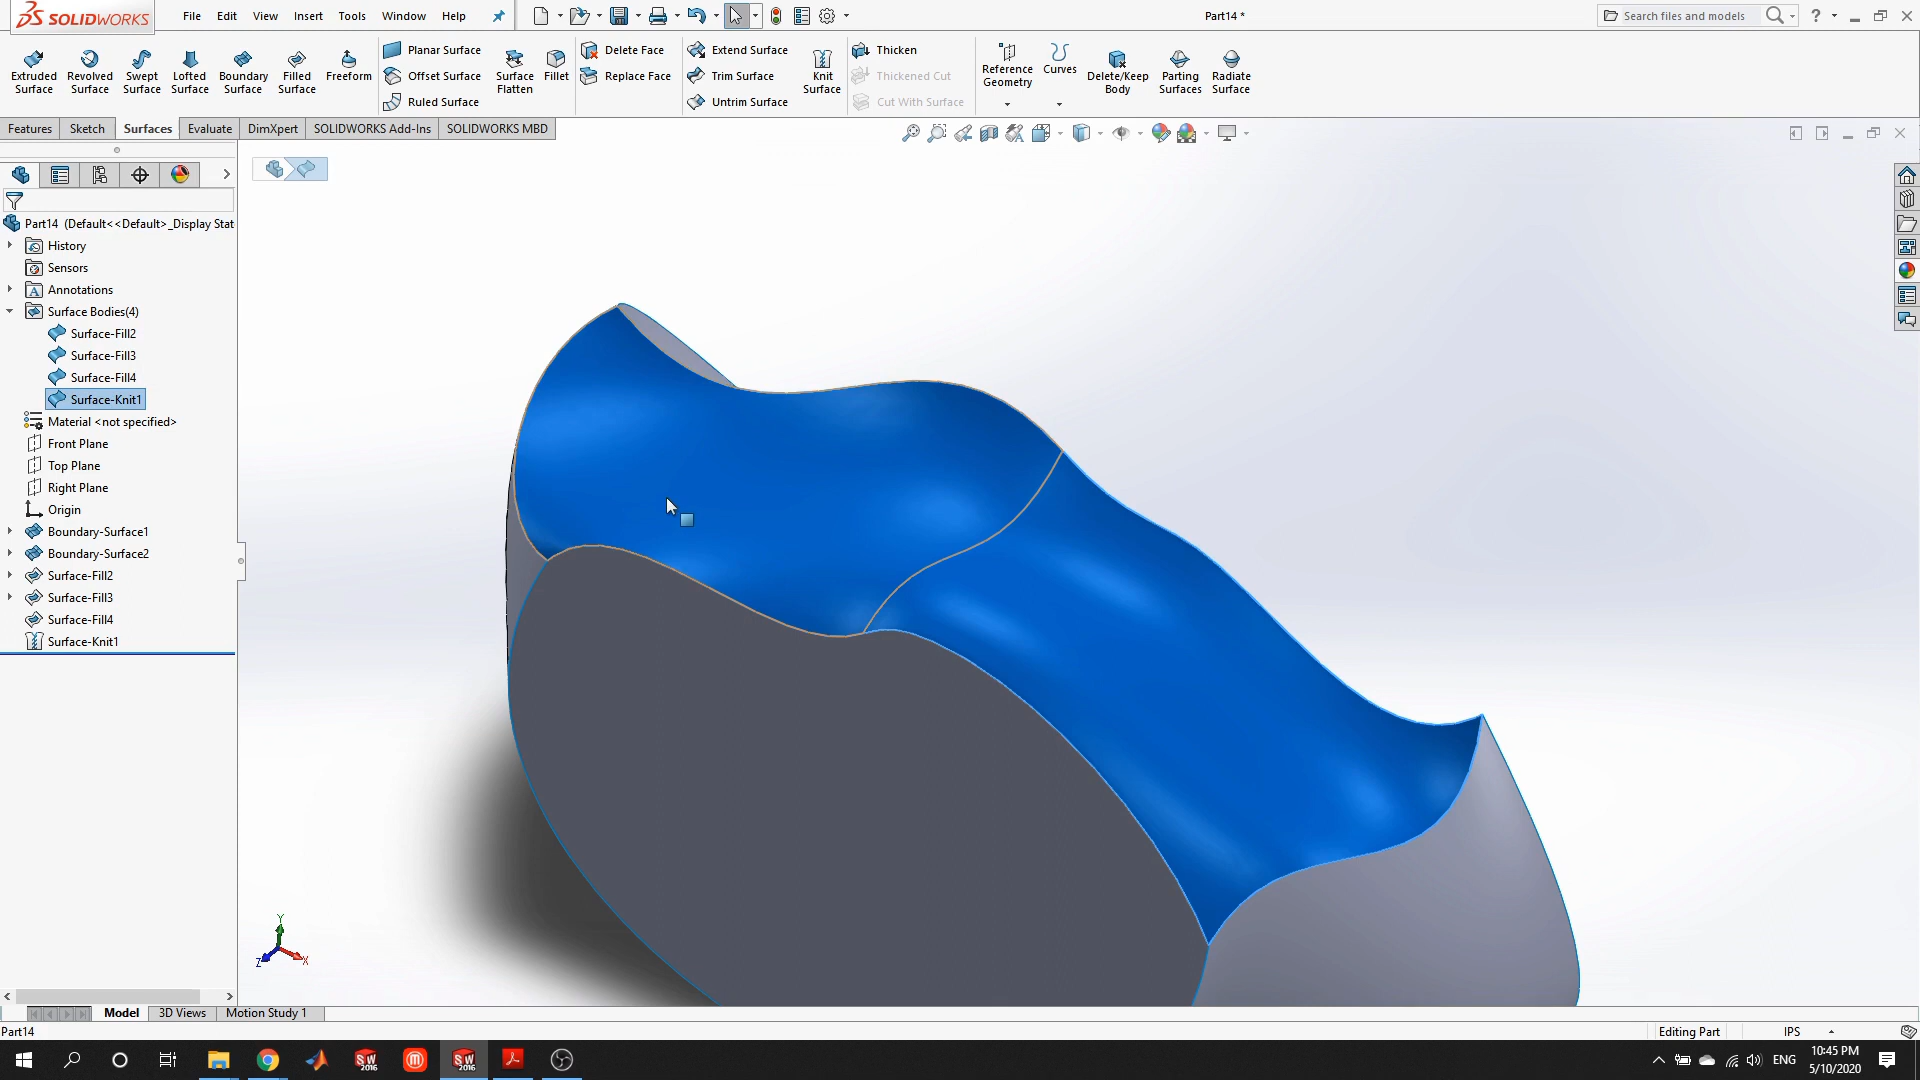 SOLIDWORKS File Edit View Insert Tools Window Help Part14 * Search files and models ?
Extruded Surface Revolved Surface Swept Surface Lofted Surface Boundary Surface Filled Surface Freeform
Planar Surface
Offset Surface
Ruled Surface
Surface Flatten Fillet
Delete Face
Replace Face
Extend Surface
Trim Surface
Untrim Surface
Knit Surface
Thicken
Thickened Cut
Cut With Surface
Reference Geometry Curves Delete/Keep Body Parting Surfaces Radiate Surface
Features Sketch Surfaces Evaluate DimXpert SOLIDWORKS Add-Ins SOLIDWORKS MBD
Part14 (Default<<Default>_Display Stat
History
Sensors
Annotations
Surface Bodies(4)
Surface-Fill2
Surface-Fill3
Surface-Fill4
Surface-Knit1
Material <not specified>
Front Plane
Top Plane
Right Plane
Origin
Boundary-Surface1
Boundary-Surface2
Surface-Fill2
Surface-Fill3
Surface-Fill4
Surface-Knit1
Y
Z X
Model 3D Views Motion Study 1
Part14 Editing Part IPS
SW 2016 SW 2016 ENG 10:45 PM
5/10/2020